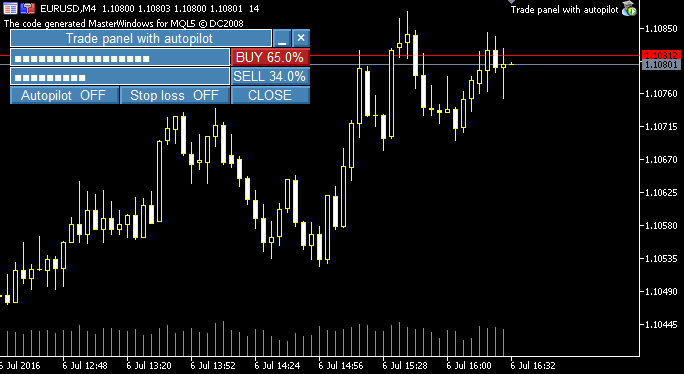 EURUSD,M4 1.10800 1.10803 1.10800 1.10801 14
Trade panel with autopilot
The code generated MasterWindows for MQL5 © DC2008
Trade panel with autopilot
BUY 65.0%
SELL 34.0%
Autopilot OFF Stop loss OFF CLOSE
1.10850
1.10812
1.10801
1.10760
1.10715
1.10670
1.10625
1.10580
1.10535
1.10490
1.10445
6 Jul 2016 6 Jul 12:48 6 Jul 13:20 6 Jul 13:52 6 Jul 14:24 6 Jul 14:56 6 Jul 15:28 6 Jul 16:00 6 Jul 16:32